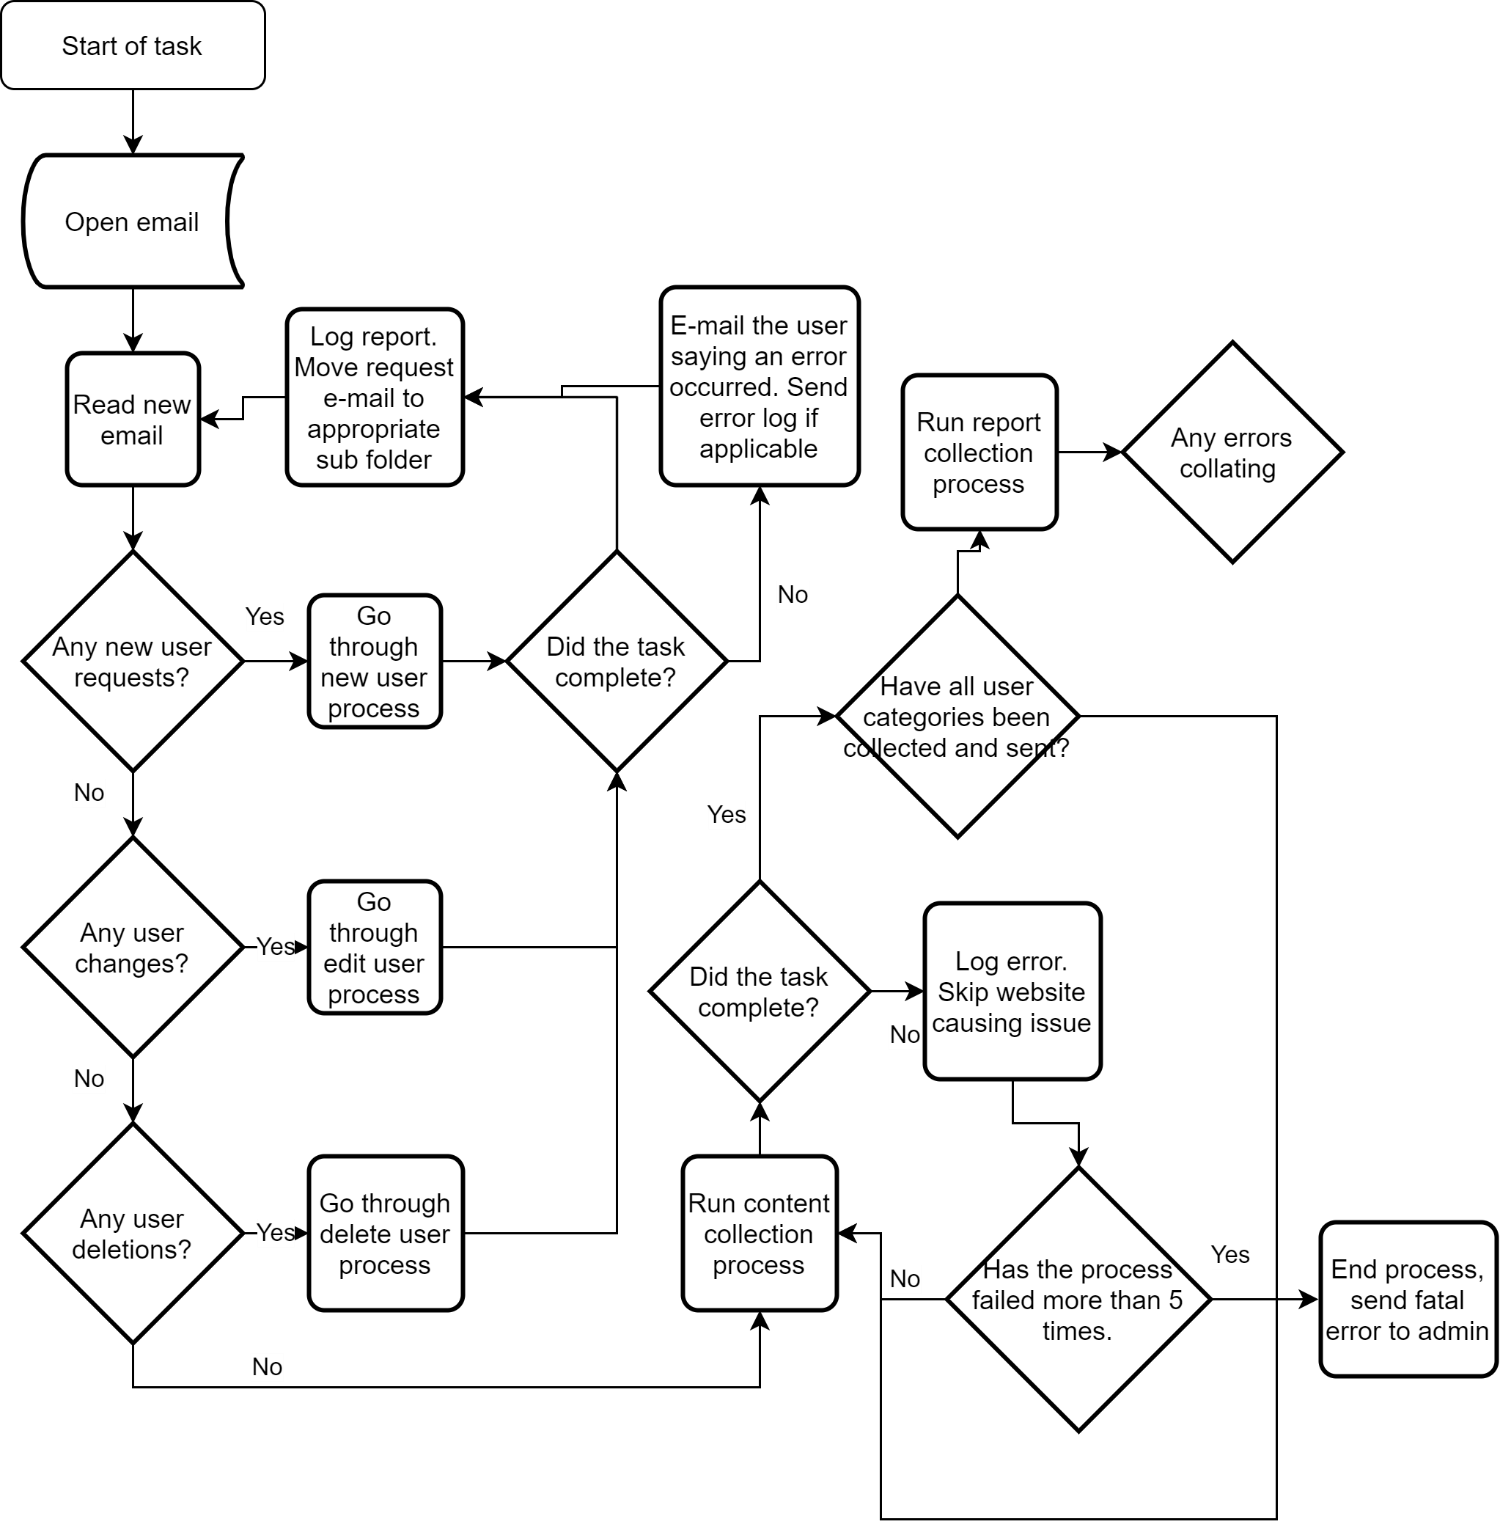 Start of task
Open email
Read new
email
Log report.
Move request
e-mail to
appropriate
sub folder
E-mail the user
saying an error
occurred. Send
error log if
applicable
Run report
collection
process
Any errors
collating
Any new user
requests?
Yes
Go
through
new user
process
Did the task
complete?
No
Have all user
categories been
collected and sent?
No
Yes
Any user
changes?
Yes
Go
through
edit user
process
Did the task
complete?
No
Log error.
Skip website
causing issue
No
Any user
deletions?
Yes
Go through
delete user
process
Run content
collection
process
No
Has the process
failed more than 5
times.
Yes
End process,
send fatal
error to admin
No